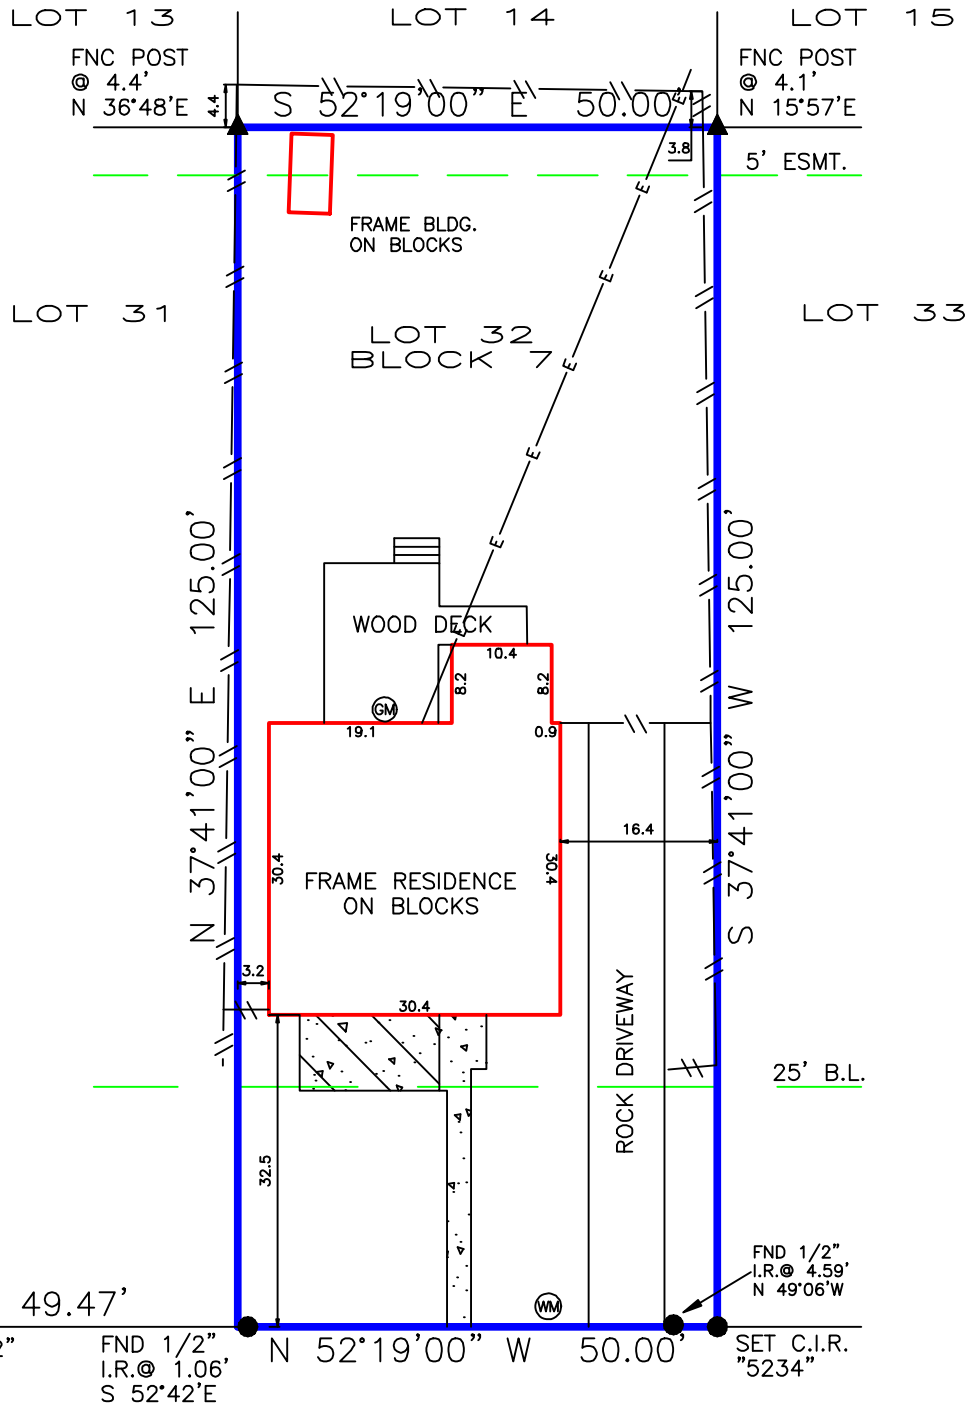 LOT 13
LOT 14
LOT 15
FNC POST
@ 4.4'
N 36°48'E
FNC POST
@ 4.1'
N 15°57'E
4.4
S 52°19'00" E 50.00'
E
3.8
5' ESMT.
E
FRAME BLDG.
ON BLOCKS
E
LOT 31
LOT 32
BLOCK 7
LOT 33
E
E
N 37°41'00" E 125.00'
S 37°41'00" W 125.00'
E
WOOD DECK
E
10.4
8.2
8.2
GM
19.1
0.9
16.4
30.4
30.4
FRAME RESIDENCE
ON BLOCKS
3.2
30.4
ROCK DRIVEWAY
25' B.L.
32.5
FND 1/2"
I.R.@ 4.59'
N 49°06'W
WM
49.47'
2"
FND 1/2"
I.R.@ 1.06'
S 52°42'E
N 52°19'00" W 50.00'
SET C.I.R.
"5234"